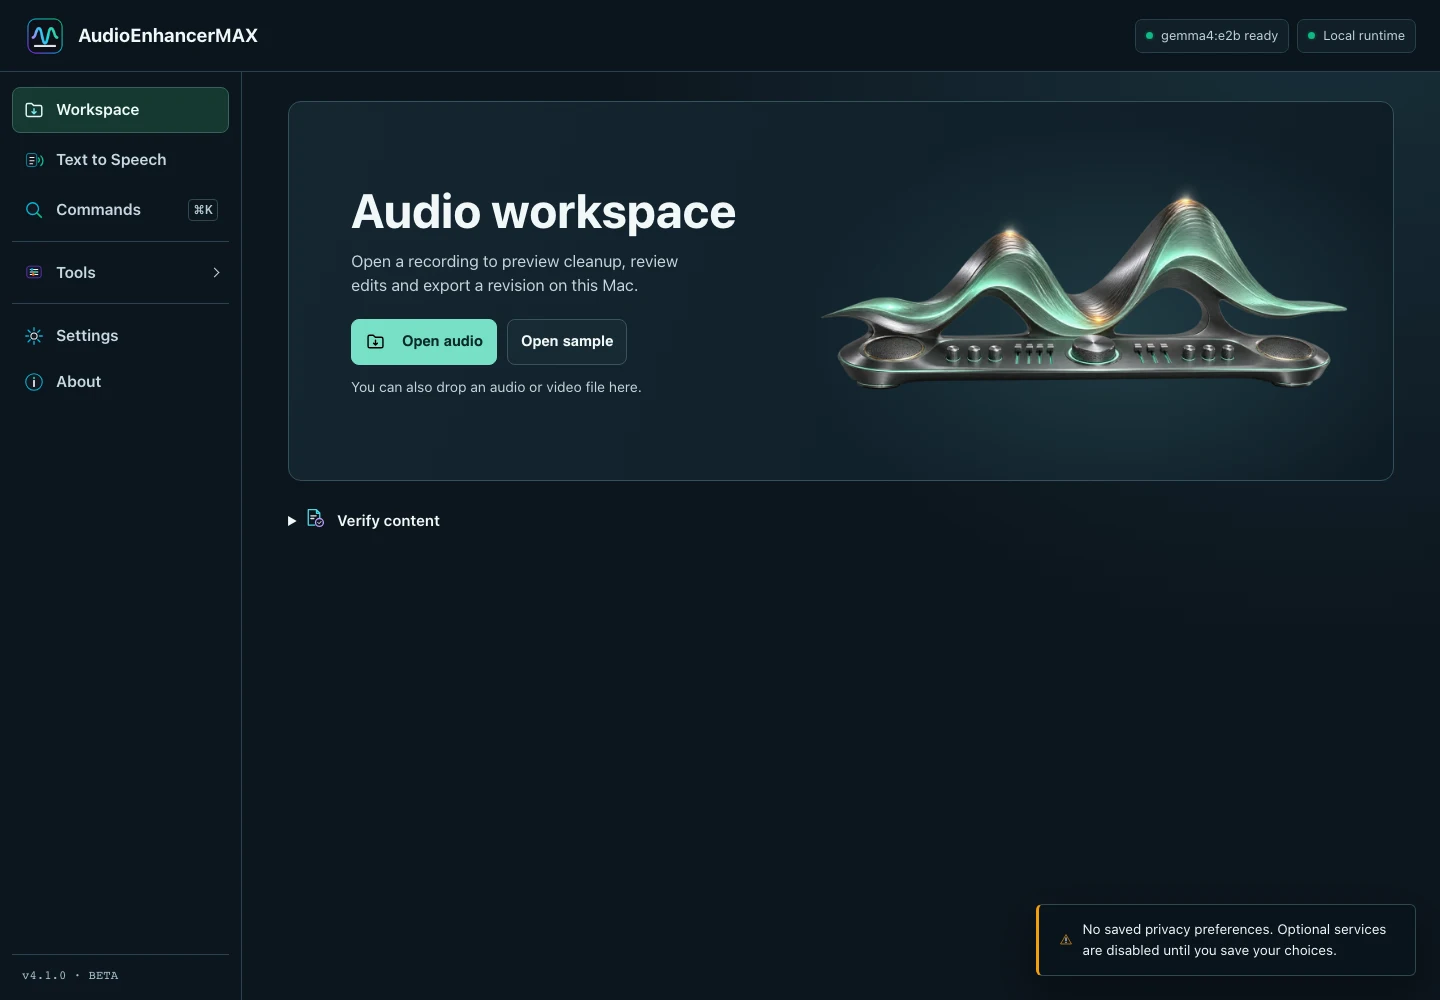 AudioEnhancerMAX
gemma4:e2b ready
Local runtime
Workspace
Text to Speech
Commands
⌘K
Tools
Settings
About
Audio workspace
Open a recording to preview cleanup, review
edits and export a revision on this Mac.
Open audio
Open sample
You can also drop an audio or video file here.
Verify content
No saved privacy preferences. Optional services
are disabled until you save your choices.
v4.1.0 · BETA